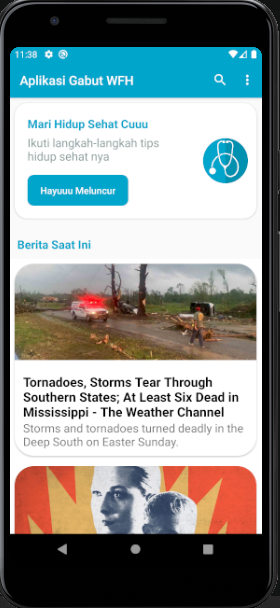 11:38
Aplikasi Gabut WFH
Mari Hidup Sehat Cuuu
Ikuti langkah-langkah tips
hidup sehat nya
Hayuuu Meluncur
Berita Saat Ini
Tornadoes, Storms Tear Through
Southern States; At Least Six Dead in
Mississippi - The Weather Channel
Storms and tornadoes turned deadly in the
Deep South on Easter Sunday.